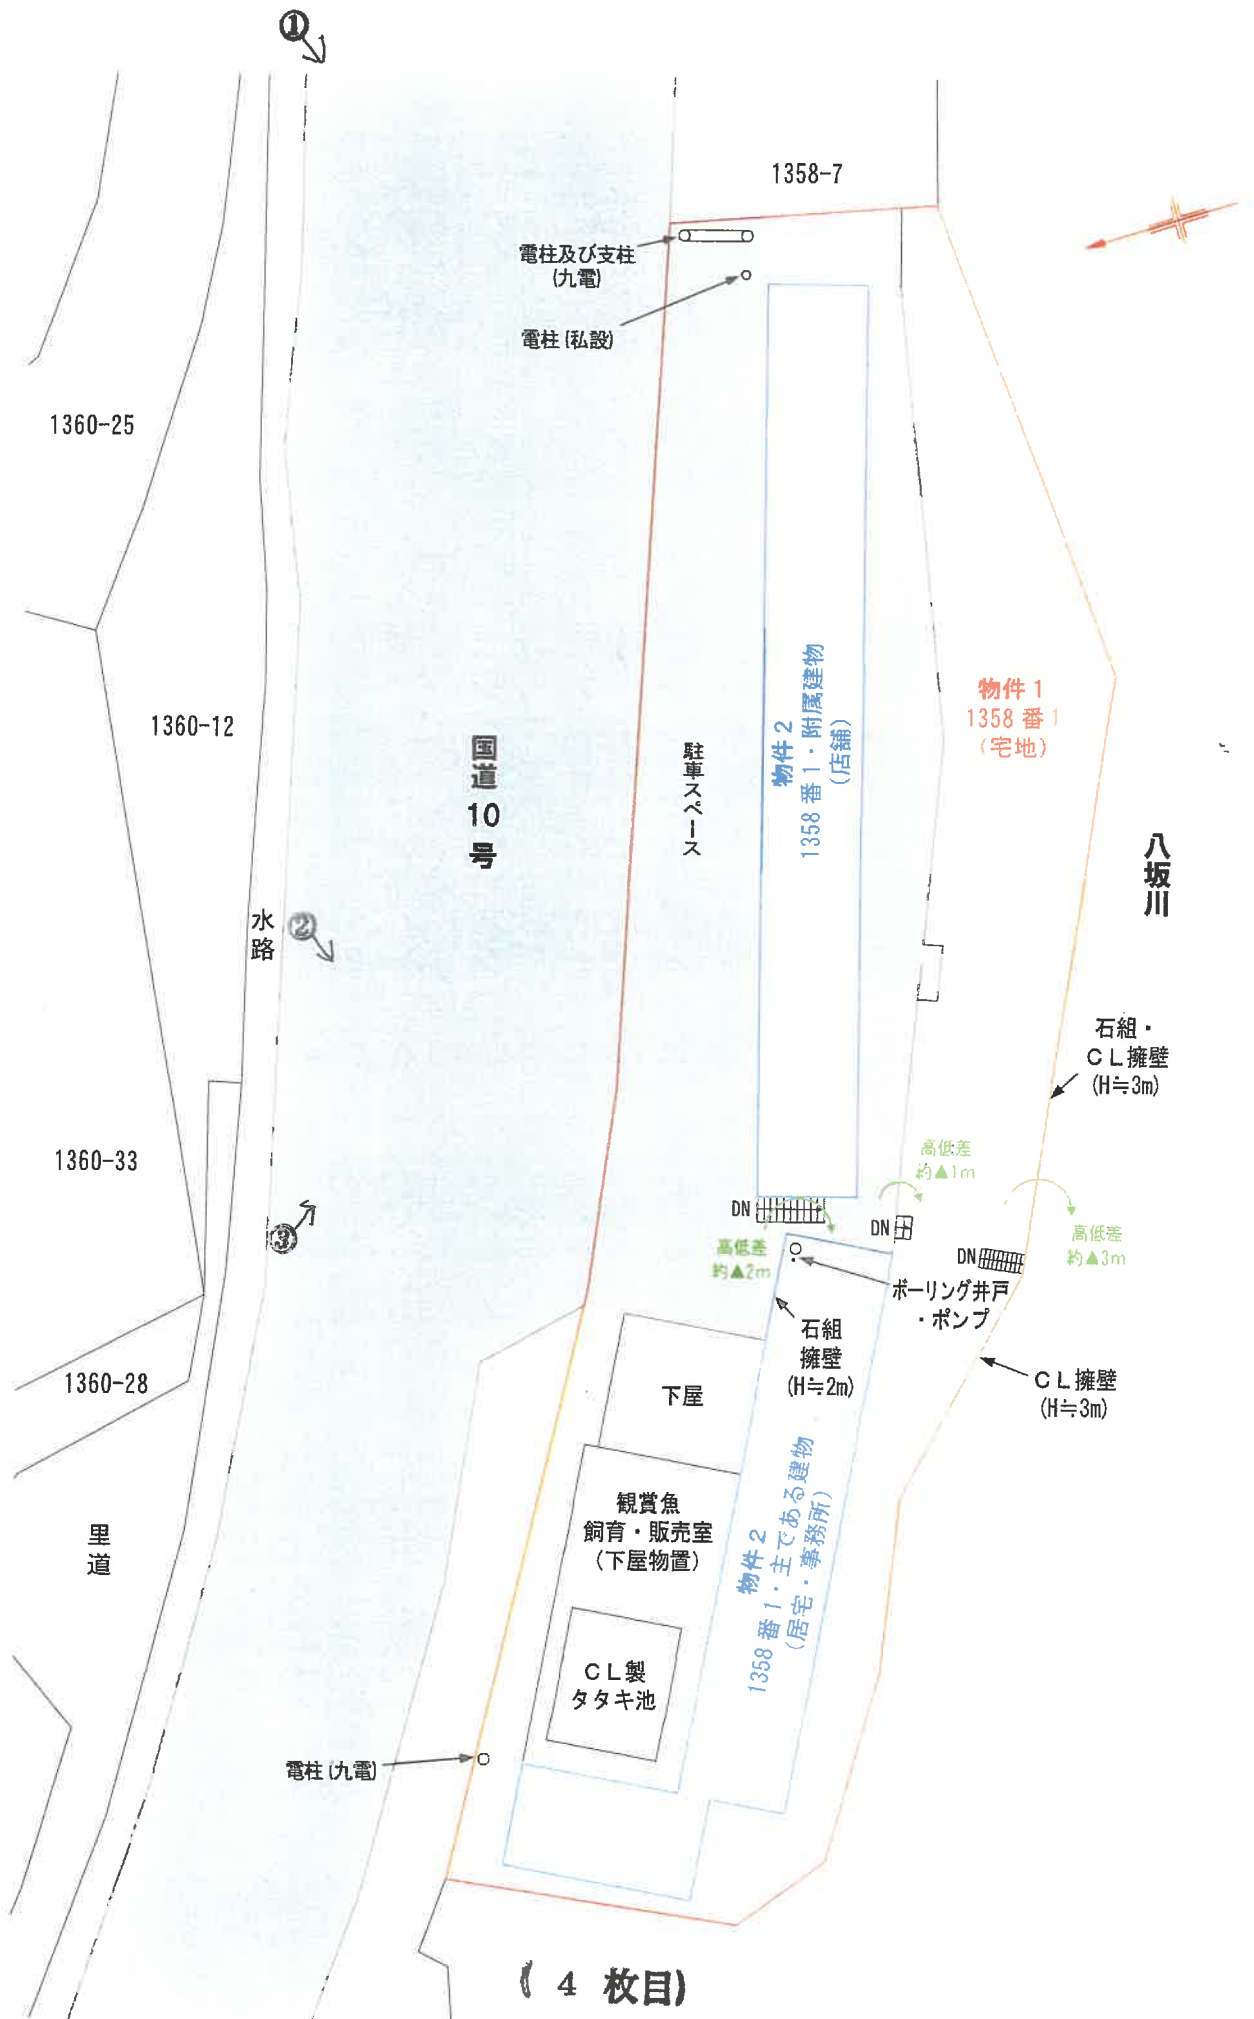 ①
1358-7
電柱及び支柱
(九電)
電柱(私設)
1360-25
1360-12
国道10号
駐車スペース
物件2
1358番1・附属建物
(店舗)
物件1
1358番1
(宅地)
八坂川
水路
②
石組・
CL擁壁
(H≒3m)
1360-33
高低差
約▲1m
DN
DN
DN
③
高低差
約▲2m
高低差
約▲3m
ボーリング井戸
・ポンプ
石組
擁壁
(H≒2m)
CL擁壁
(H≒3m)
1360-28
下屋
里道
観賞魚
飼育・販売室
(下屋物置)
物件2
1358番1・主である建物
(居宅・事務所)
CL製
タタキ池
電柱(九電)
(4枚目)